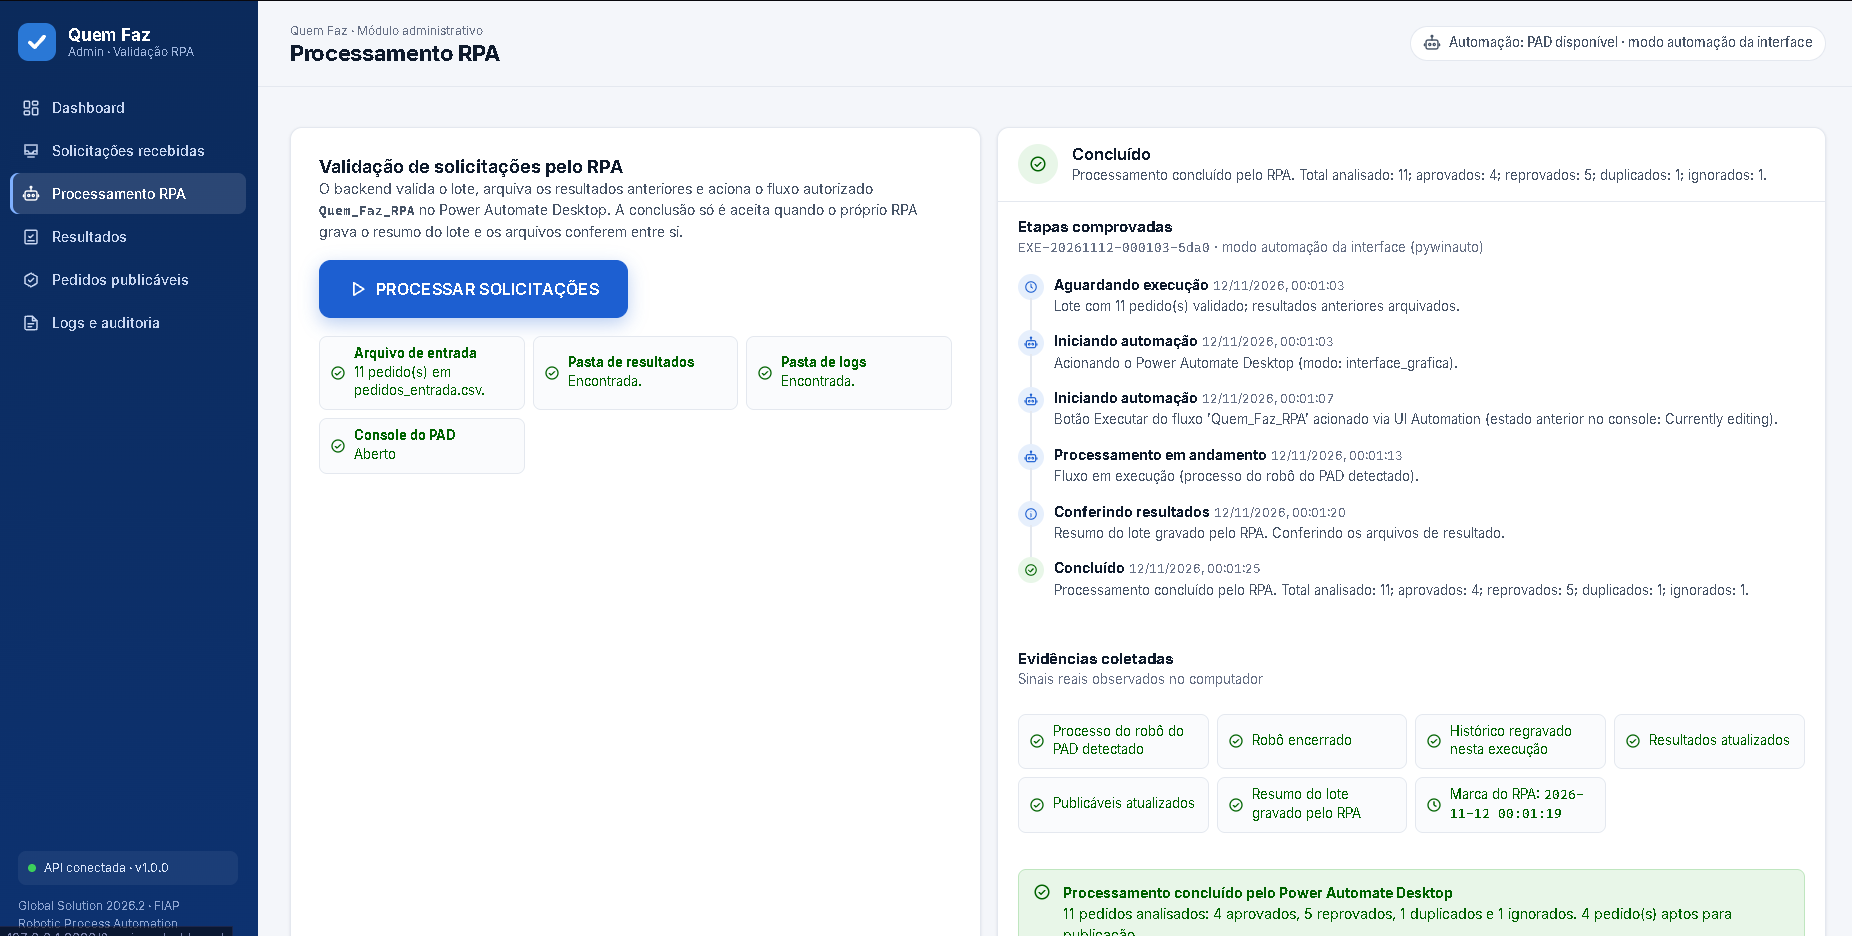 Quem Faz
Admin · Validação RPA
Dashboard
Solicitações recebidas
Processamento RPA
Resultados
Pedidos publicáveis
Logs e auditoria
API conectada · v1.0.0
Global Solution 2026.2 · FIAP
Robotic Process Automation
Quem Faz · Módulo administrativo
Processamento RPA
Automação: PAD disponível · modo automação da interface
Validação de solicitações pelo RPA
O backend valida o lote, arquiva os resultados anteriores e aciona o fluxo autorizado
Quem_Faz_RPA no Power Automate Desktop. A conclusão só é aceita quando o próprio RPA
grava o resumo do lote e os arquivos conferem entre si.
PROCESSAR SOLICITAÇÕES
Arquivo de entrada
11 pedido(s) em
pedidos_entrada.csv.
Pasta de resultados
Encontrada.
Pasta de logs
Encontrada.
Console do PAD
Aberto
Concluído
Processamento concluído pelo RPA. Total analisado: 11; aprovados: 4; reprovados: 5; duplicados: 1; ignorados: 1.
Etapas comprovadas
EXE-20261112-000103-5da0 · modo automação da interface (pywinauto)
Aguardando execução 12/11/2026, 00:01:03
Lote com 11 pedido(s) validado; resultados anteriores arquivados.
Iniciando automação 12/11/2026, 00:01:03
Acionando o Power Automate Desktop (modo: interface_grafica).
Iniciando automação 12/11/2026, 00:01:07
Botão Executar do fluxo 'Quem_Faz_RPA' acionado via UI Automation (estado anterior no console: Currently editing).
Processamento em andamento 12/11/2026, 00:01:13
Fluxo em execução (processo do robô do PAD detectado).
Conferindo resultados 12/11/2026, 00:01:20
Resumo do lote gravado pelo RPA. Conferindo os arquivos de resultado.
Concluído 12/11/2026, 00:01:25
Processamento concluído pelo RPA. Total analisado: 11; aprovados: 4; reprovados: 5; duplicados: 1; ignorados: 1.
Evidências coletadas
Sinais reais observados no computador
Processo do robô do
PAD detectado
Robô encerrado
Histórico regravado
nesta execução
Resultados atualizados
Publicáveis atualizados
Resumo do lote
gravado pelo RPA
Marca do RPA: 2026-
11-12 00:01:19
Processamento concluído pelo Power Automate Desktop
11 pedidos analisados: 4 aprovados, 5 reprovados, 1 duplicados e 1 ignorados. 4 pedido(s) aptos para
publicação